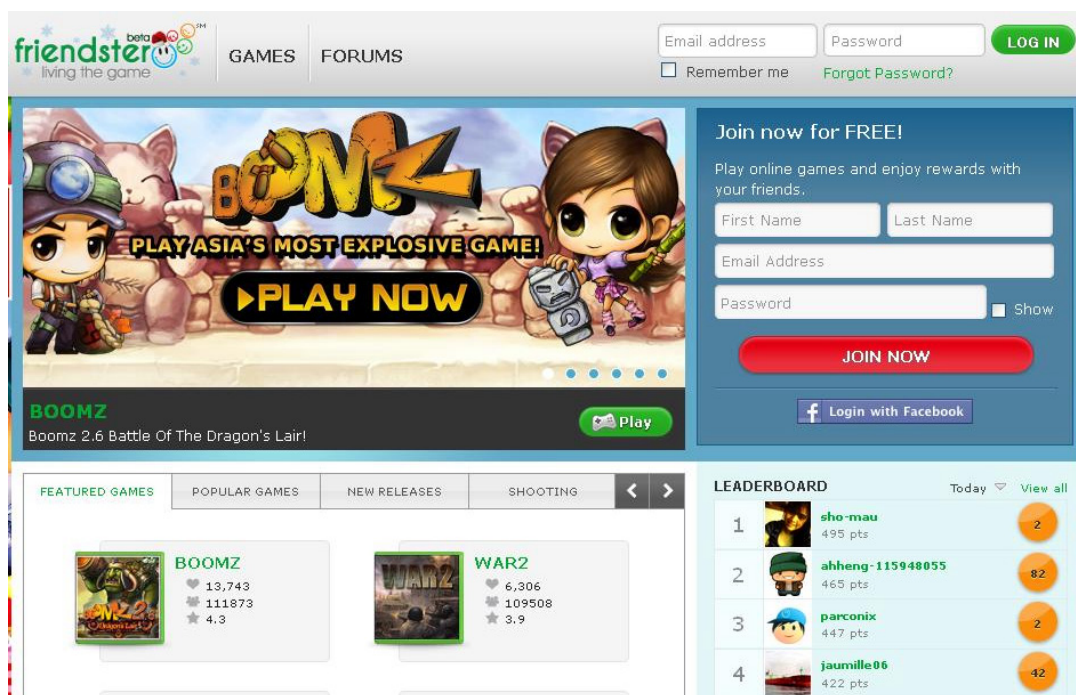 beta
SM
friendster
living the game
GAMES
FORUMS
Email address
Password
LOG IN
Remember me
Forgot Password?
BOOMZ
PLAY ASIA'S MOST EXPLOSIVE GAME!
PLAY NOW
BOOMZ
Boomz 2.6 Battle Of The Dragon's Lair!
Play
Join now for FREE!
Play online games and enjoy rewards with
your friends.
First Name
Last Name
Email Address
Password
Show
JOIN NOW
f Login with Facebook
FEATURED GAMES
POPULAR GAMES
NEW RELEASES
SHOOTING
BOOMZ
13,743
111873
4.3
WAR2
WAR2
6,306
109508
3.9
LEADERBOARD
Today
View all
1
sho-mau
495 pts
2
2
ahheng-115948055
465 pts
82
3
parconix
447 pts
2
4
jaumille06
422 pts
42